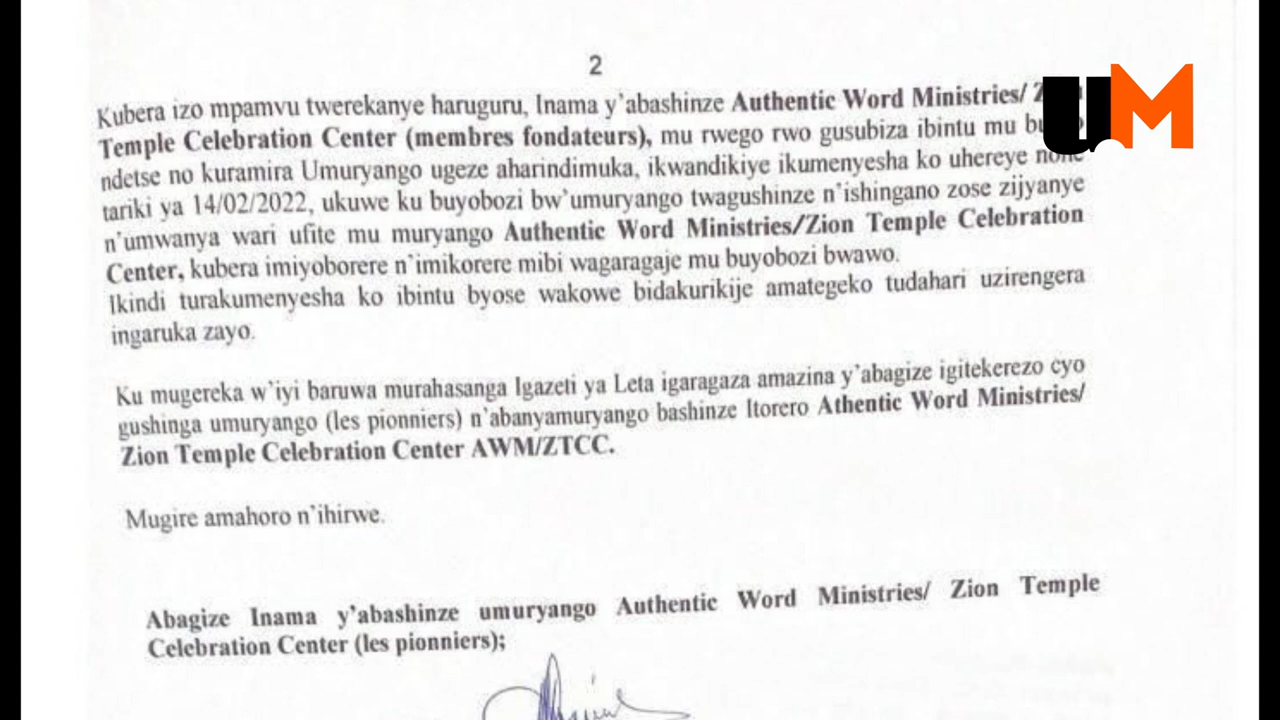 2
UM
Kubera izo mpamvu twerekanye haruguru, Inama y'abashinze Authentic Word Ministries/
Temple Celebration Center (membres fondateurs), mu rwego rwo gusubiza ibintu mu
ndetse no kuramira Umuryango ugeze aharindimuka, ikwandikiye ikumenyesha ko uhereye none
tariki ya 14/02/2022, ukuwe ku buyobozi bw'umuryango twagushinze n'ishingano zose zijyanye
n'umwanya wari ufite mu muryango Authentic Word Ministries/Zion Temple Celebration
Center, kubera imiyoborere n'imikorere mibi wagaragaje mu buyobozi bwawo.
Ikindi turakumenyesha ko ibintu byose wakowe bidakurikije amategeko tudahari uzirengera
ingaruka zayo.
Ku mugereka w'iyi baruwa murahasanga Igazeti ya Leta igaragaza amazina y'abagize igitekerezo cyo
gushinga umuryango (les pionniers) n'abanyamuryango bashinze Itorero Athentic Word Ministries/
Zion Temple Celebration Center AWM/ZTCC.
Mugire amahoro n'ihirwe.
Abagize Inama y'abashinze umuryango Authentic Word Ministries/ Zion Temple
Celebration Center (les pionniers);